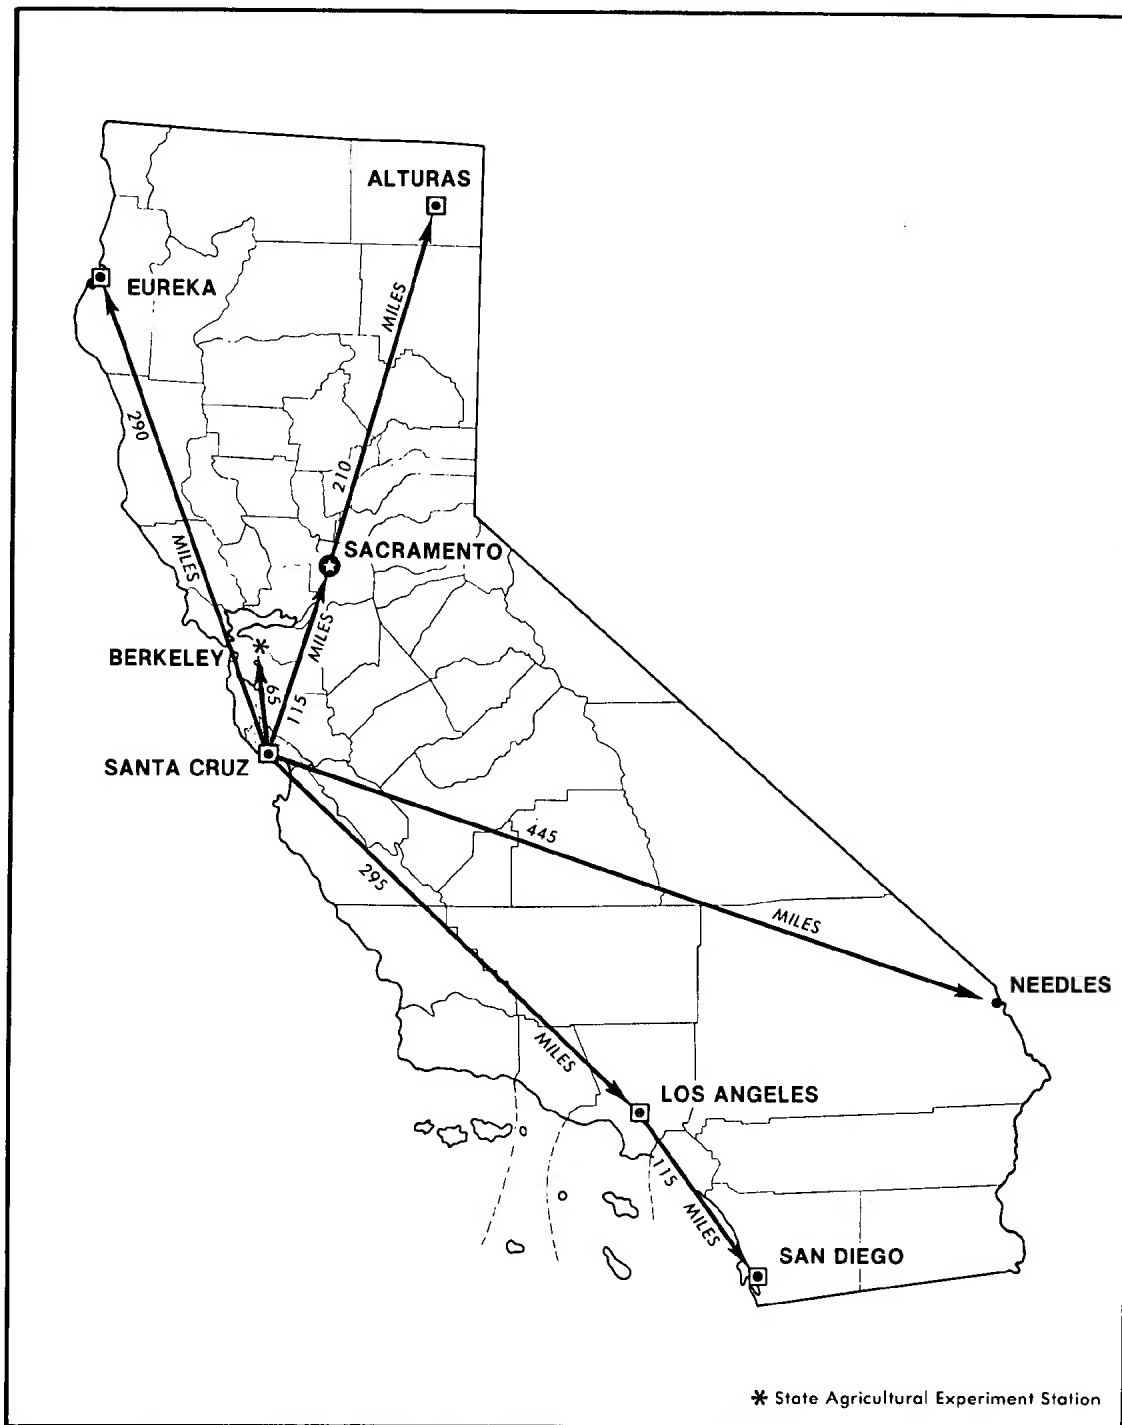 ALTURAS
EUREKA
MILES
290
210
MILES
SACRAMENTO
MILES
BERKELEY
65
115
SANTA CRUZ
445
295
MILES
NEEDLES
MILES
LOS ANGELES
115
MILES
SAN DIEGO
* State Agricultural Experiment Station